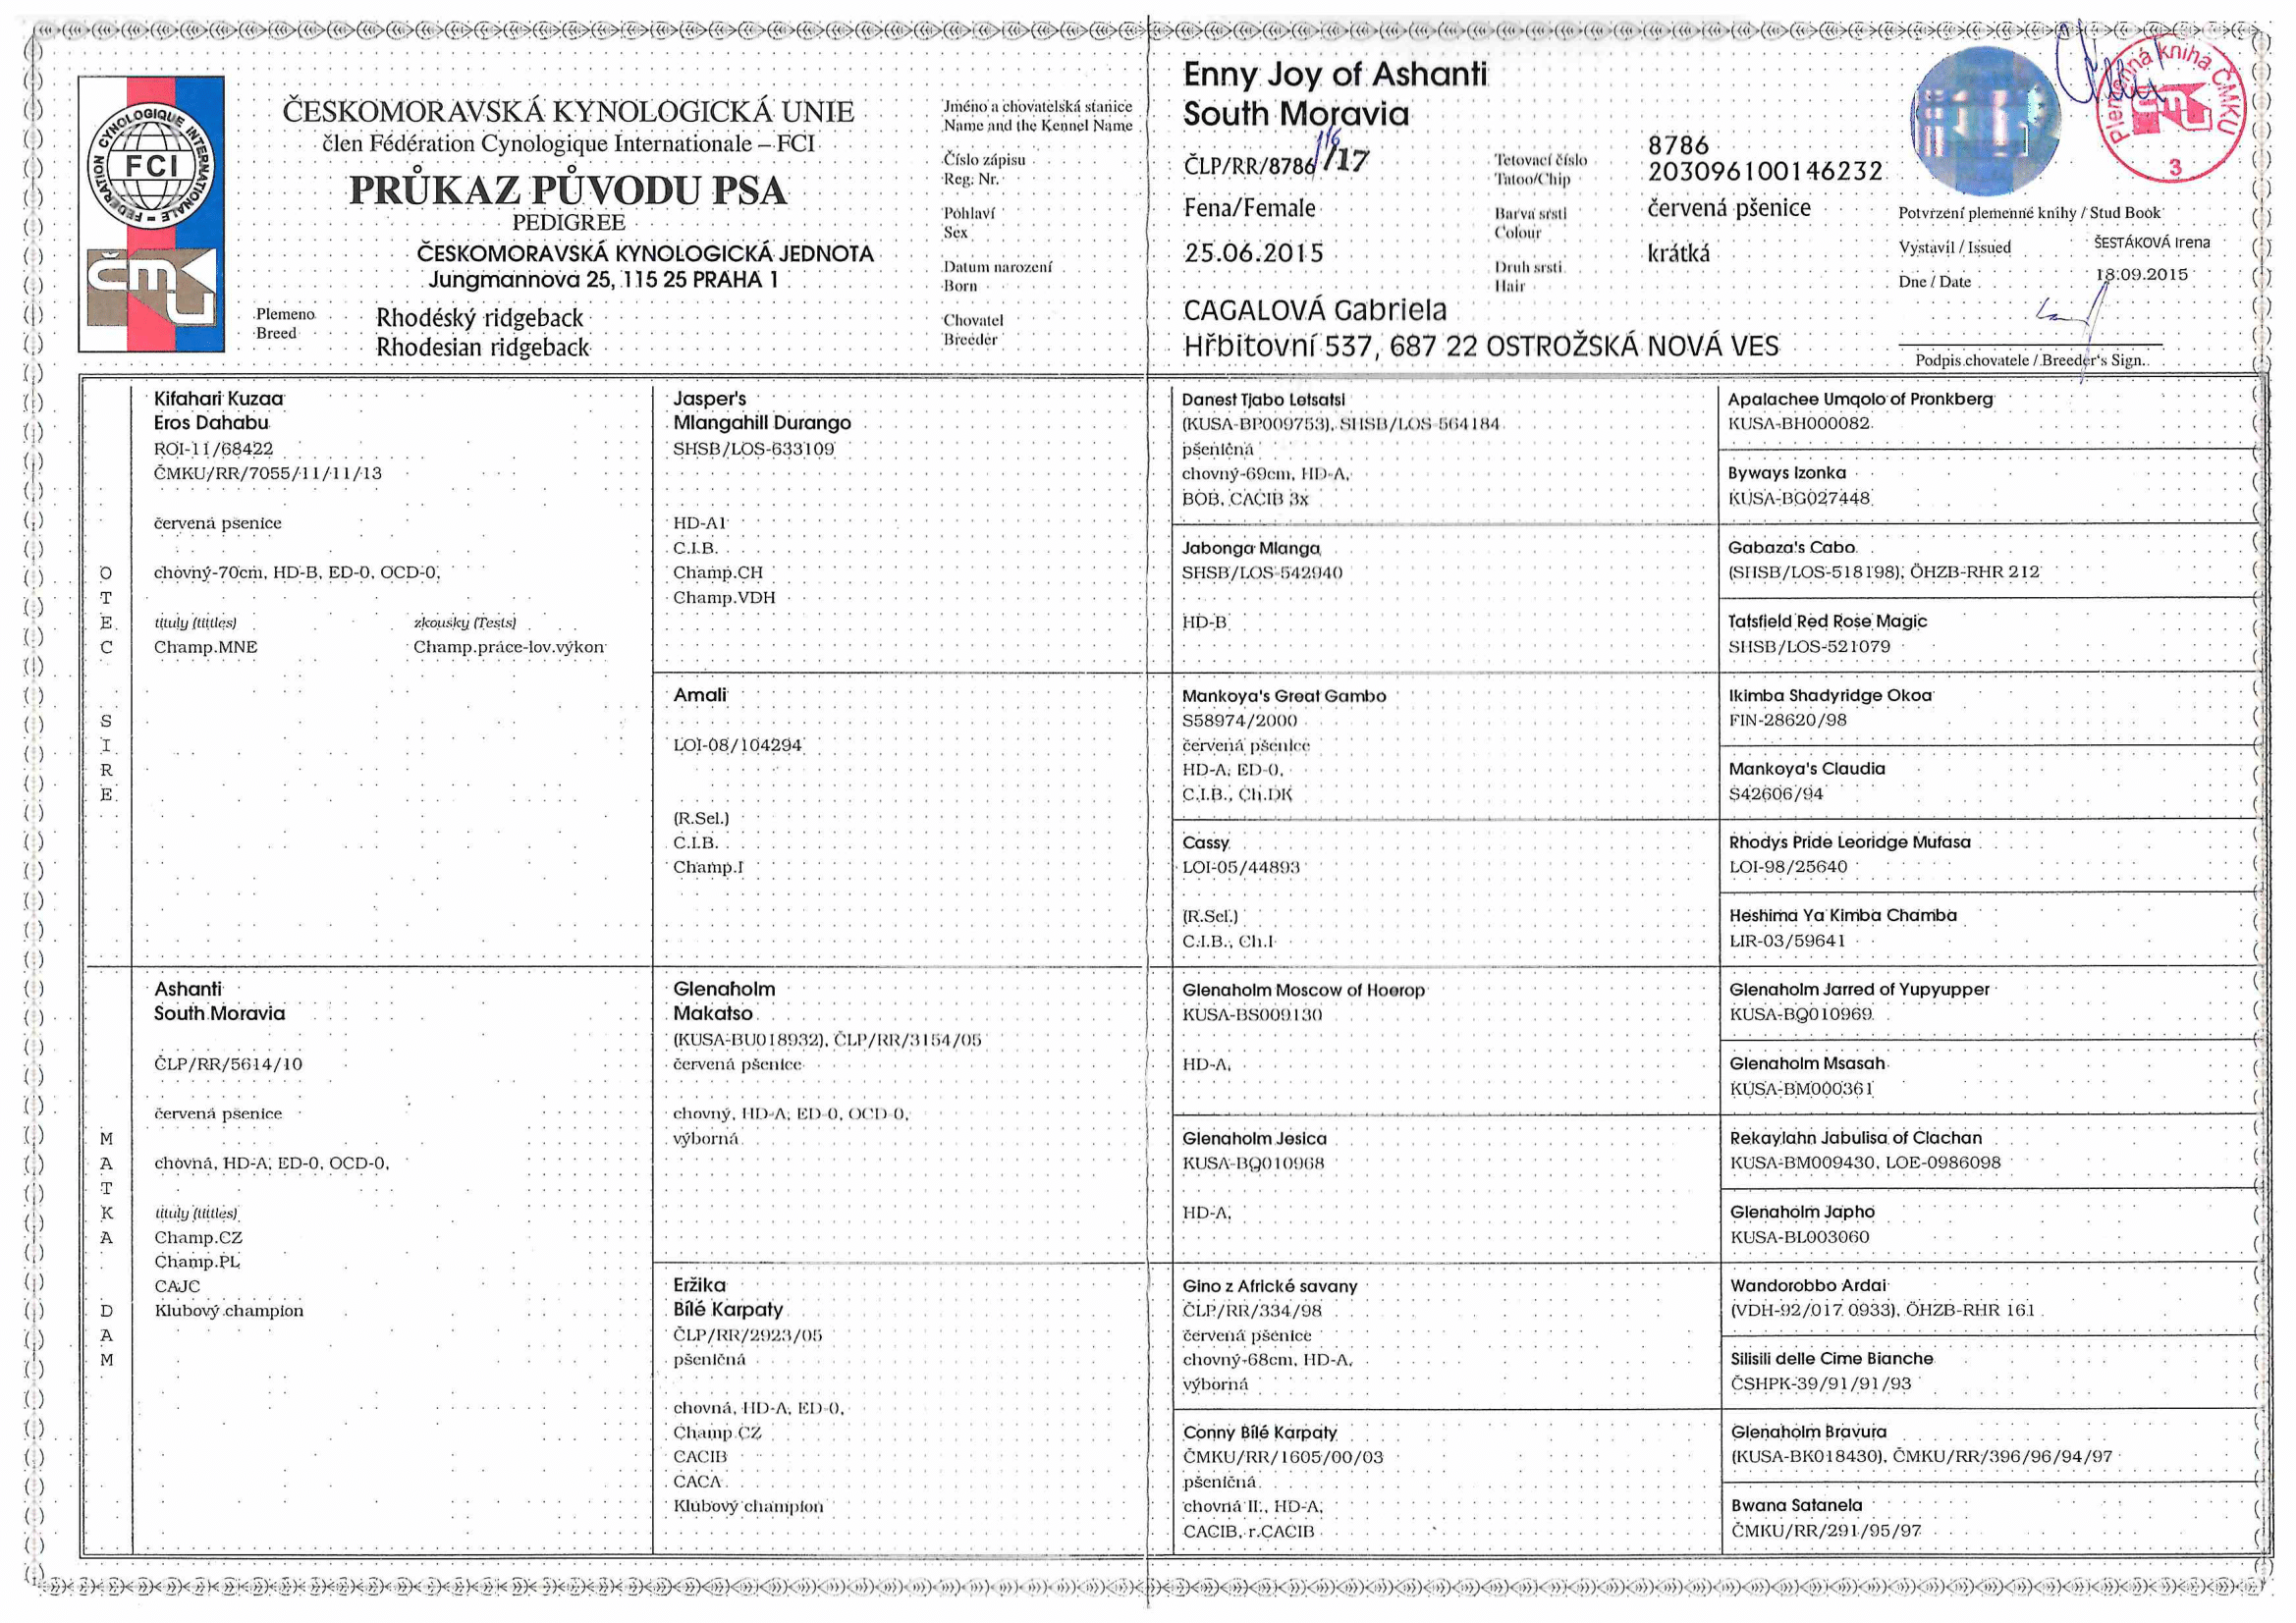 FEDERATION CYNOLOGIQUE INTERNATIONALE
FCI
ČMKU
ČESKOMORAVSKÁ KYNOLOGICKÁ UNIE
člen Fédération Cynologique Internationale – FCI
PRŮKAZ PŮVODU PSA
PEDIGREE
ČESKOMORAVSKÁ KYNOLOGICKÁ JEDNOTA
Jungmannova 25, 115 25 PRAHA 1
Plemeno
Breed
Rhodéský ridgeback
Rhodesian ridgeback
Jméno a chovatelská stanice
Name and the Kennel Name
Enny Joy of Ashanti
South Moravia
Číslo zápisu
Reg. Nr.
ČLP/RR/8786 /16 /17
Pohlaví
Sex
Fena/Female
Datum narození
Born
25.06.2015
Chovatel
Breeder
CAGALOVÁ Gabriela
Hřbitovní 537, 687 22 OSTROŽSKÁ NOVÁ VES
Tetovací číslo
Tatoo/Chip
8786
203096100146232
Barva srsti
Colour
červená pšenice
Druh srsti
Hair
krátká
Plemenná kniha ČMKU
3
Potvrzení plemenné knihy / Stud Book
Vystavil / Issued
ŠESTÁKOVÁ Irena
Dne / Date
18.09.2015
Podpis chovatele / Breeder's Sign.
OTEC
SIRE
Kifahari Kuzaa
Eros Dahabu
ROI-11/68422
ČMKU/RR/7055/11/11/13
červená pšenice
chovný-70cm, HD-B, ED-0, OCD-0,
tituly (tittles) zkoušky (Tests)
Champ.MNE Champ.práce-lov.výkon
Jasper's
Mlangahill Durango
SHSB/LOS-633109
HD-A1
C.I.B.
Champ.CH
Champ.VDH
Amali
LOI-08/104294
(R.Sel.)
C.I.B.
Champ.I
Danest Tjabo Letsatsi
(KUSA-BP009753), SHSB/LOS-564184
pšeničná
chovný-69cm, HD-A,
BOB, CACIB 3x
Jabonga Mlanga
SHSB/LOS-542940
HD-B
Mankoya's Great Gambo
S58974/2000
červená pšenice
HD-A, ED-0,
C.I.B., Ch.DK
Cassy
LOI-05/44893
(R.Sel.)
C.I.B., Ch.I
Apalachee Umqolo of Pronkberg
KUSA-BH000082
Byways Izonka
KUSA-BG027448
Gabaza's Cabo
(SHSB/LOS-518198), ÖHZB-RHR 212
Tatsfield Red Rose Magic
SHSB/LOS-521079
Ikimba Shadyridge Okoa
FIN-28620/98
Mankoya's Claudia
S42606/94
Rhodys Pride Leoridge Mufasa
LOI-98/25640
Heshima Ya Kimba Chamba
LIR-03/59641
MATKA
DAM
Ashanti
South Moravia
ČLP/RR/5614/10
červená pšenice
chovná, HD-A, ED-0, OCD-0,
tituly (tittles)
Champ.CZ
Champ.PL
CAJC
Klubový champion
Glenaholm
Makatso
(KUSA-BU018932), ČLP/RR/3154/05
červená pšenice
chovný, HD-A, ED-0, OCD-0,
výborná
Eržika
Bílé Karpaty
ČLP/RR/2923/05
pšeničná
chovná, HD-A, ED-0,
Champ.CZ
CACIB
CACA
Klubový champion
Glenaholm Moscow of Hoerop
KUSA-BS009130
HD-A,
Glenaholm Jesica
KUSA-BQ010968
HD-A,
Gino z Africké savany
ČLP/RR/334/98
červená pšenice
chovný-68cm, HD-A,
výborná
Conny Bílé Karpaty
ČMKU/RR/1605/00/03
pšeničná
chovná II., HD-A,
CACIB, r.CACIB
Glenaholm Jarred of Yupyupper
KUSA-BQ010969
Glenaholm Msasah
KUSA-BM000361
Rekaylahn Jabulisa of Clachan
KUSA-BM009430, LOE-0986098
Glenaholm Japho
KUSA-BL003060
Wandorobbo Ardai
(VDH-92/017 0933), ÖHZB-RHR 161
Silisili delle Cime Bianche
ČSHPK-39/91/91/93
Glenaholm Bravura
(KUSA-BK018430), ČMKU/RR/396/96/94/97
Bwana Satanela
ČMKU/RR/291/95/97